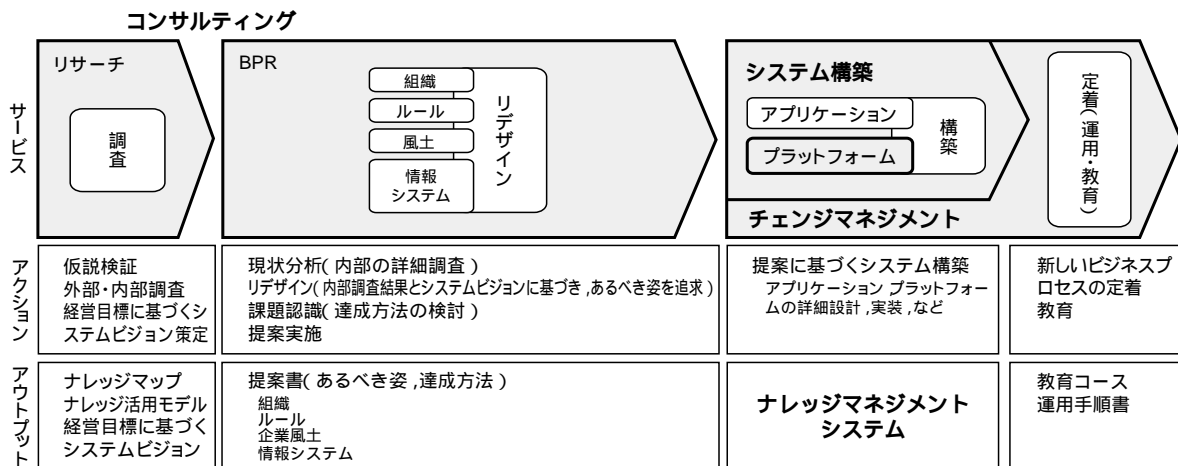 コンサルティング
サービス
リサーチ
調査
BPR
組織
ルール
風土
情報
システム
リデザイン
システム構築
アプリケーション
プラットフォーム
構築
チェンジマネジメント
定着(運用・教育)
アクション
仮説検証
外部・内部調査
経営目標に基づくシ
ステムビジョン策定
現状分析(内部の詳細調査)
リデザイン(内部調査結果とシステムビジョンに基づき,あるべき姿を追求)
課題認識(達成方法の検討)
提案実施
提案に基づくシステム構築
アプリケーション プラットフォー
ムの詳細設計,実装,など
新しいビジネスプ
ロセスの定着
教育
アウトプット
ナレッジマップ
ナレッジ活用モデル
経営目標に基づく
システムビジョン
提案書(あるべき姿,達成方法)
組織
ルール
企業風土
情報システム
ナレッジマネジメント
システム
教育コース
運用手順書